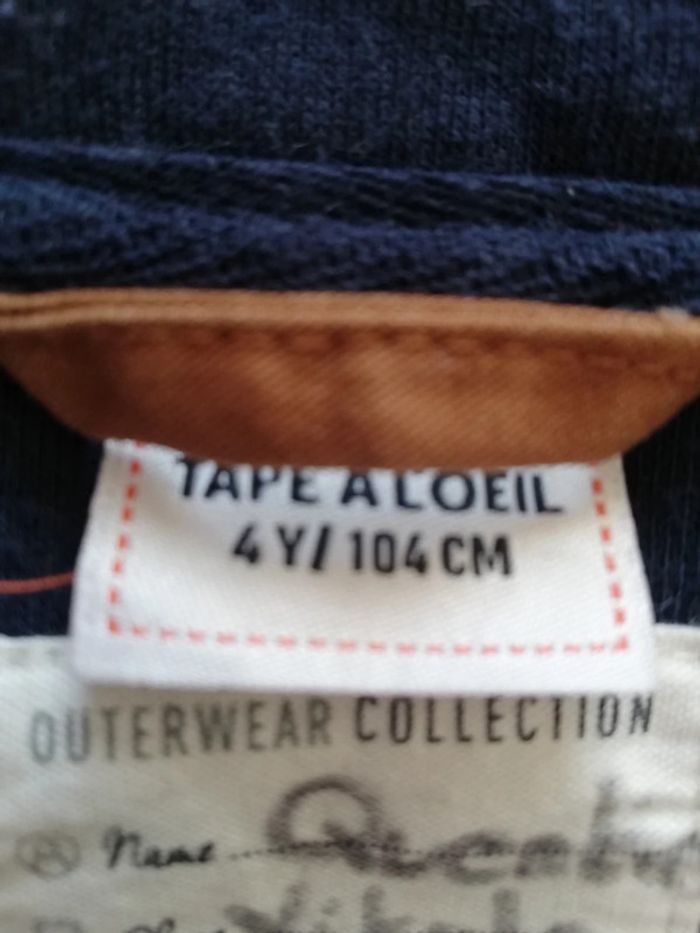 TAPE A L'OEIL
4 Y/ 104 CM
OUTERWEAR COLLECTION
Name